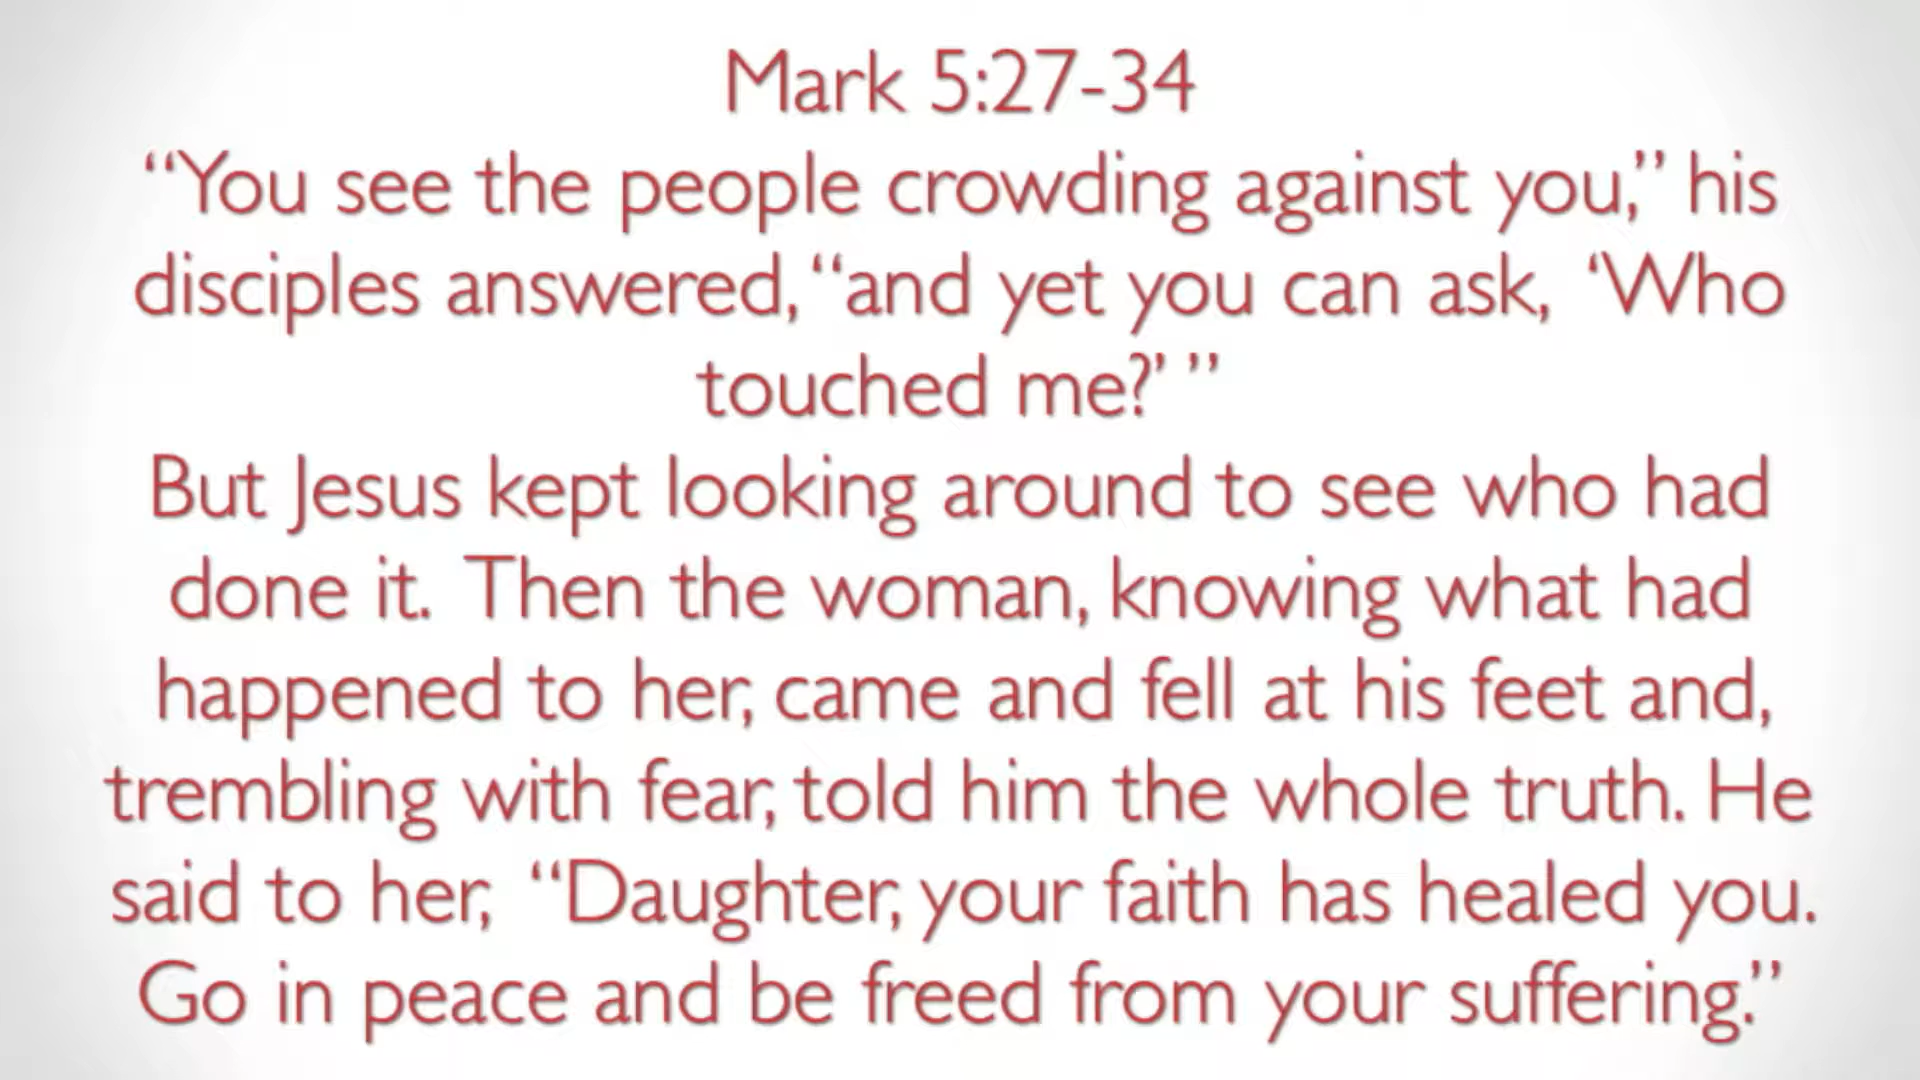 Mark 5:27-34
“You see the people crowding against you,” his
disciples answered, “and yet you can ask, ‘Who
touched me?’ ”
But Jesus kept looking around to see who had
done it. Then the woman, knowing what had
happened to her, came and fell at his feet and,
trembling with fear, told him the whole truth. He
said to her, “Daughter, your faith has healed you.
Go in peace and be freed from your suffering.”